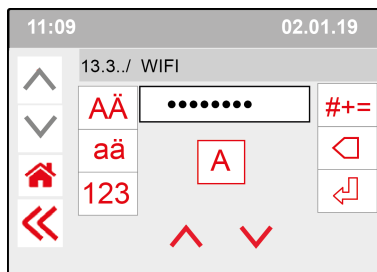 11:09 02.01.19
13.3../ WIFI
AÄ •••••••• #+=
aä A
123